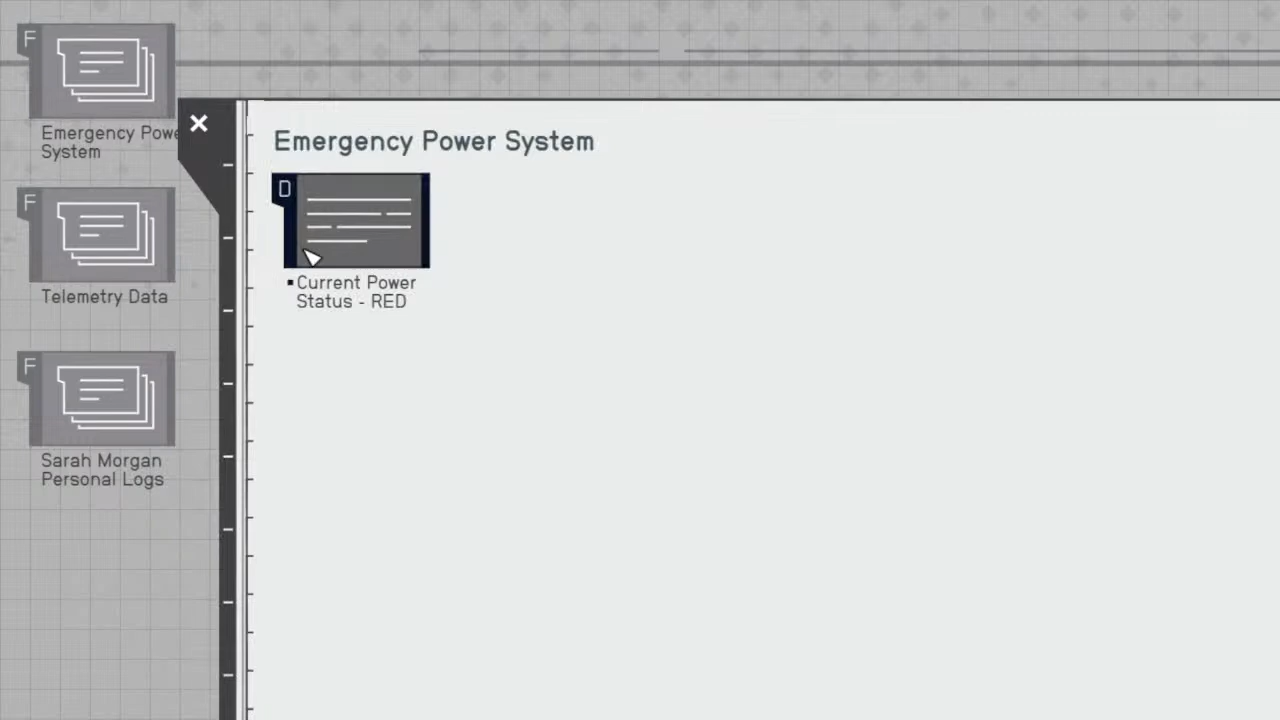 F
Emergency Powe
System
F
Telemetry Data
F
Sarah Morgan
Personal Logs
Emergency Power System
D
Current Power
Status - RED